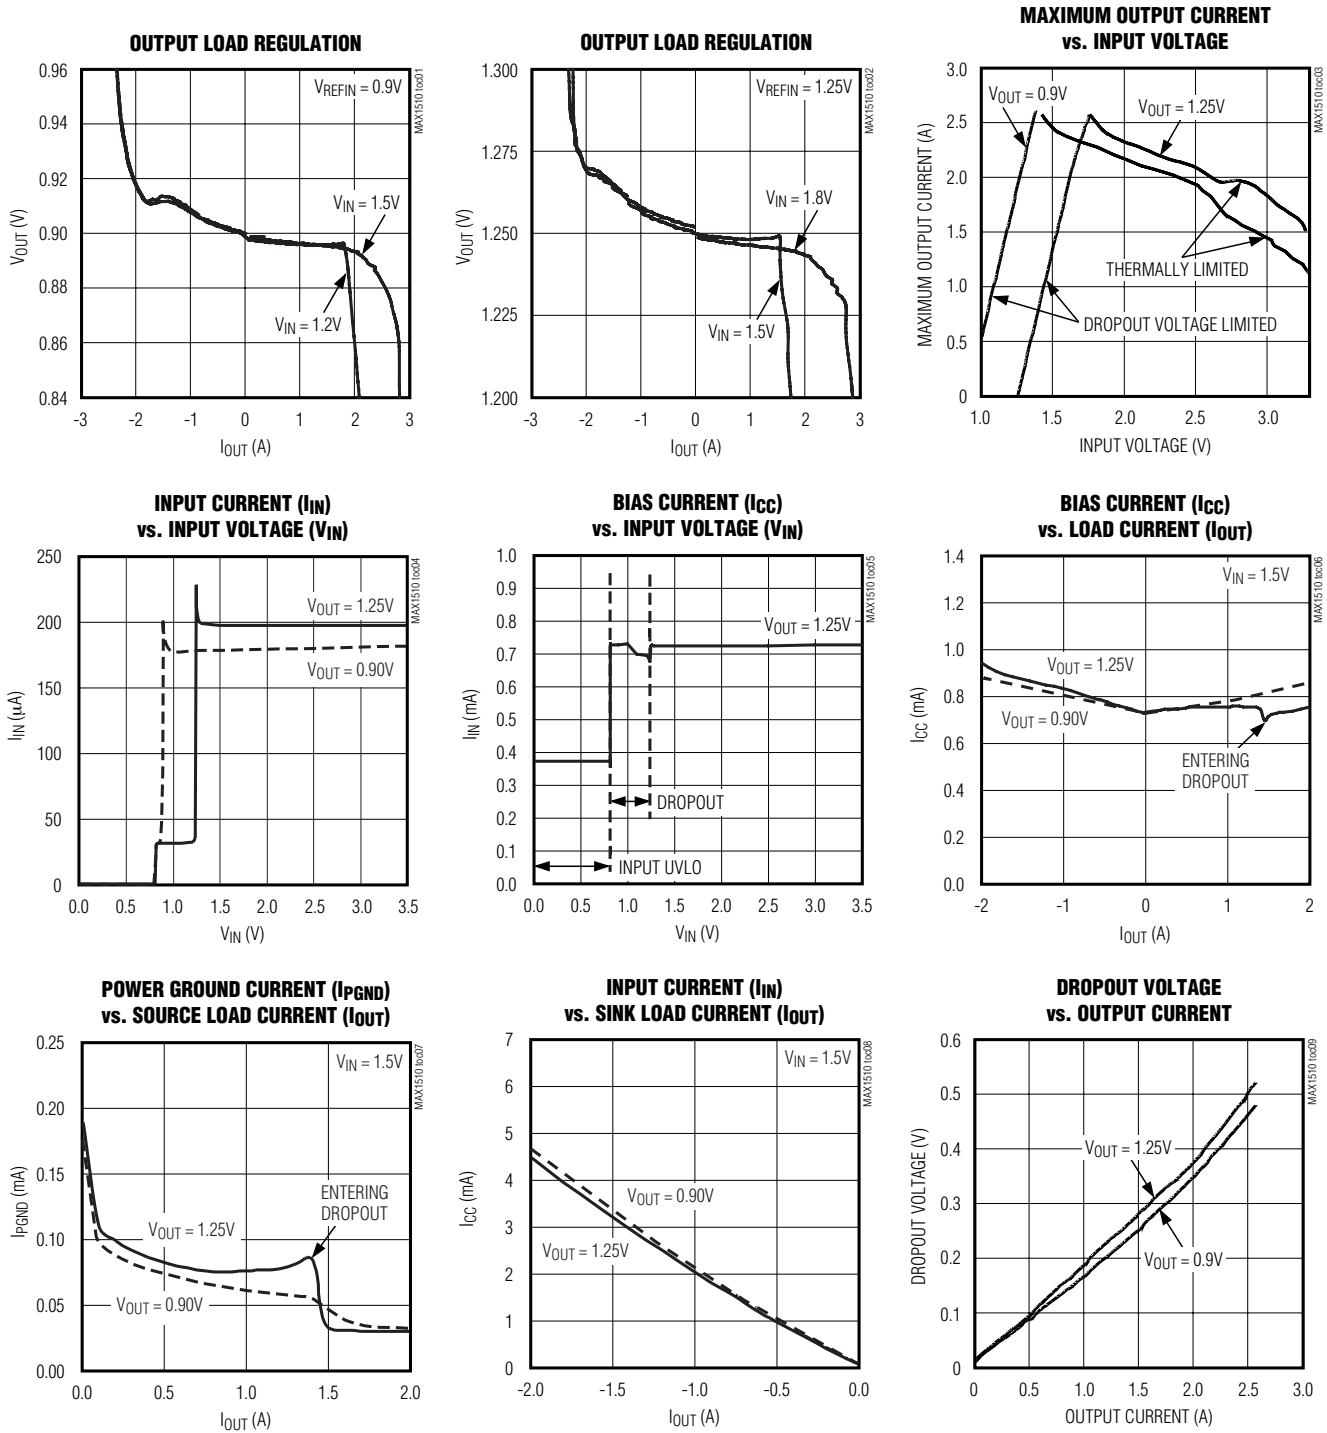 OUTPUT LOAD REGULATION
MAX1510 toc01
VREFIN = 0.9V
VIN = 1.5V
VIN = 1.2V
VOUT (V)
0.96
0.94
0.92
0.90
0.88
0.86
0.84
-3 -2 -1 0 1 2 3
IOUT (A)
OUTPUT LOAD REGULATION
MAX1510 toc02
VREFIN = 1.25V
VIN = 1.8V
VIN = 1.5V
VOUT (V)
1.300
1.275
1.250
1.225
1.200
-3 -2 -1 0 1 2 3
IOUT (A)
MAXIMUM OUTPUT CURRENT
vs. INPUT VOLTAGE
MAX1510 toc03
VOUT = 0.9V
VOUT = 1.25V
THERMALLY LIMITED
DROPOUT VOLTAGE LIMITED
MAXIMUM OUTPUT CURRENT (A)
3.0
2.5
2.0
1.5
1.0
0.5
0
1.0 1.5 2.0 2.5 3.0
INPUT VOLTAGE (V)
INPUT CURRENT (IIN)
vs. INPUT VOLTAGE (VIN)
MAX1510 toc04
VOUT = 1.25V
VOUT = 0.90V
IIN (µA)
250
200
150
100
50
0
0.0 0.5 1.0 1.5 2.0 2.5 3.0 3.5
VIN (V)
BIAS CURRENT (ICC)
vs. INPUT VOLTAGE (VIN)
MAX1510 toc05
VOUT = 1.25V
DROPOUT
INPUT UVLO
IIN (mA)
1.0
0.9
0.8
0.7
0.6
0.5
0.4
0.3
0.2
0.1
0.0
0.0 0.5 1.0 1.5 2.0 2.5 3.0 3.5
VIN (V)
BIAS CURRENT (ICC)
vs. LOAD CURRENT (IOUT)
MAX1510 toc06
VIN = 1.5V
VOUT = 1.25V
VOUT = 0.90V
ENTERING
DROPOUT
ICC (mA)
1.4
1.2
1.0
0.8
0.6
0.4
0.2
0.0
-2 -1 0 1 2
IOUT (A)
POWER GROUND CURRENT (IPGND)
vs. SOURCE LOAD CURRENT (IOUT)
MAX1510 toc07
VIN = 1.5V
ENTERING
DROPOUT
VOUT = 1.25V
VOUT = 0.90V
IPGND (mA)
0.25
0.20
0.15
0.10
0.05
0.00
0.0 0.5 1.0 1.5 2.0
IOUT (A)
INPUT CURRENT (IIN)
vs. SINK LOAD CURRENT (IOUT)
MAX1510 toc08
VIN = 1.5V
VOUT = 0.90V
VOUT = 1.25V
ICC (mA)
7
6
5
4
3
2
1
0
-2.0 -1.5 -1.0 -0.5 0.0
IOUT (A)
DROPOUT VOLTAGE
vs. OUTPUT CURRENT
MAX1510 toc09
VOUT = 1.25V
VOUT = 0.9V
DROPOUT VOLTAGE (V)
0.6
0.5
0.4
0.3
0.2
0.1
0
0 0.5 1.0 1.5 2.0 2.5 3.0
OUTPUT CURRENT (A)